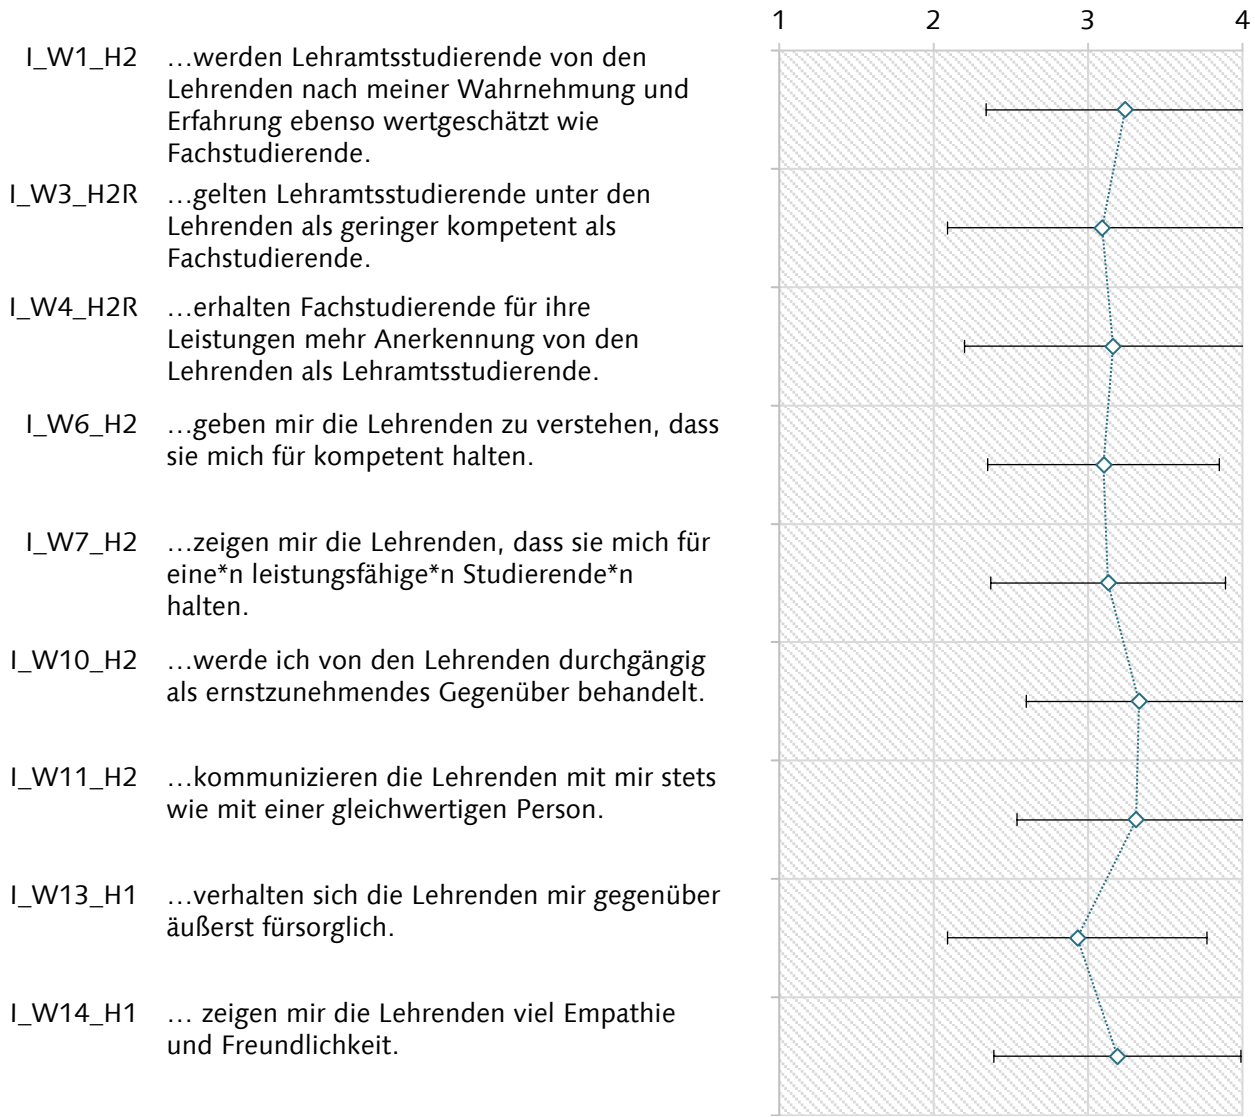 1 2 3 4
I_W1_H2 …werden Lehramtsstudierende von den
Lehrenden nach meiner Wahrnehmung und
Erfahrung ebenso wertgeschätzt wie
Fachstudierende.
I_W3_H2R …gelten Lehramtsstudierende unter den
Lehrenden als geringer kompetent als
Fachstudierende.
I_W4_H2R …erhalten Fachstudierende für ihre
Leistungen mehr Anerkennung von den
Lehrenden als Lehramtsstudierende.
I_W6_H2 …geben mir die Lehrenden zu verstehen, dass
sie mich für kompetent halten.
I_W7_H2 …zeigen mir die Lehrenden, dass sie mich für
eine*n leistungsfähige*n Studierende*n
halten.
I_W10_H2 …werde ich von den Lehrenden durchgängig
als ernstzunehmendes Gegenüber behandelt.
I_W11_H2 …kommunizieren die Lehrenden mit mir stets
wie mit einer gleichwertigen Person.
I_W13_H1 …verhalten sich die Lehrenden mir gegenüber
äußerst fürsorglich.
I_W14_H1 … zeigen mir die Lehrenden viel Empathie
und Freundlichkeit.